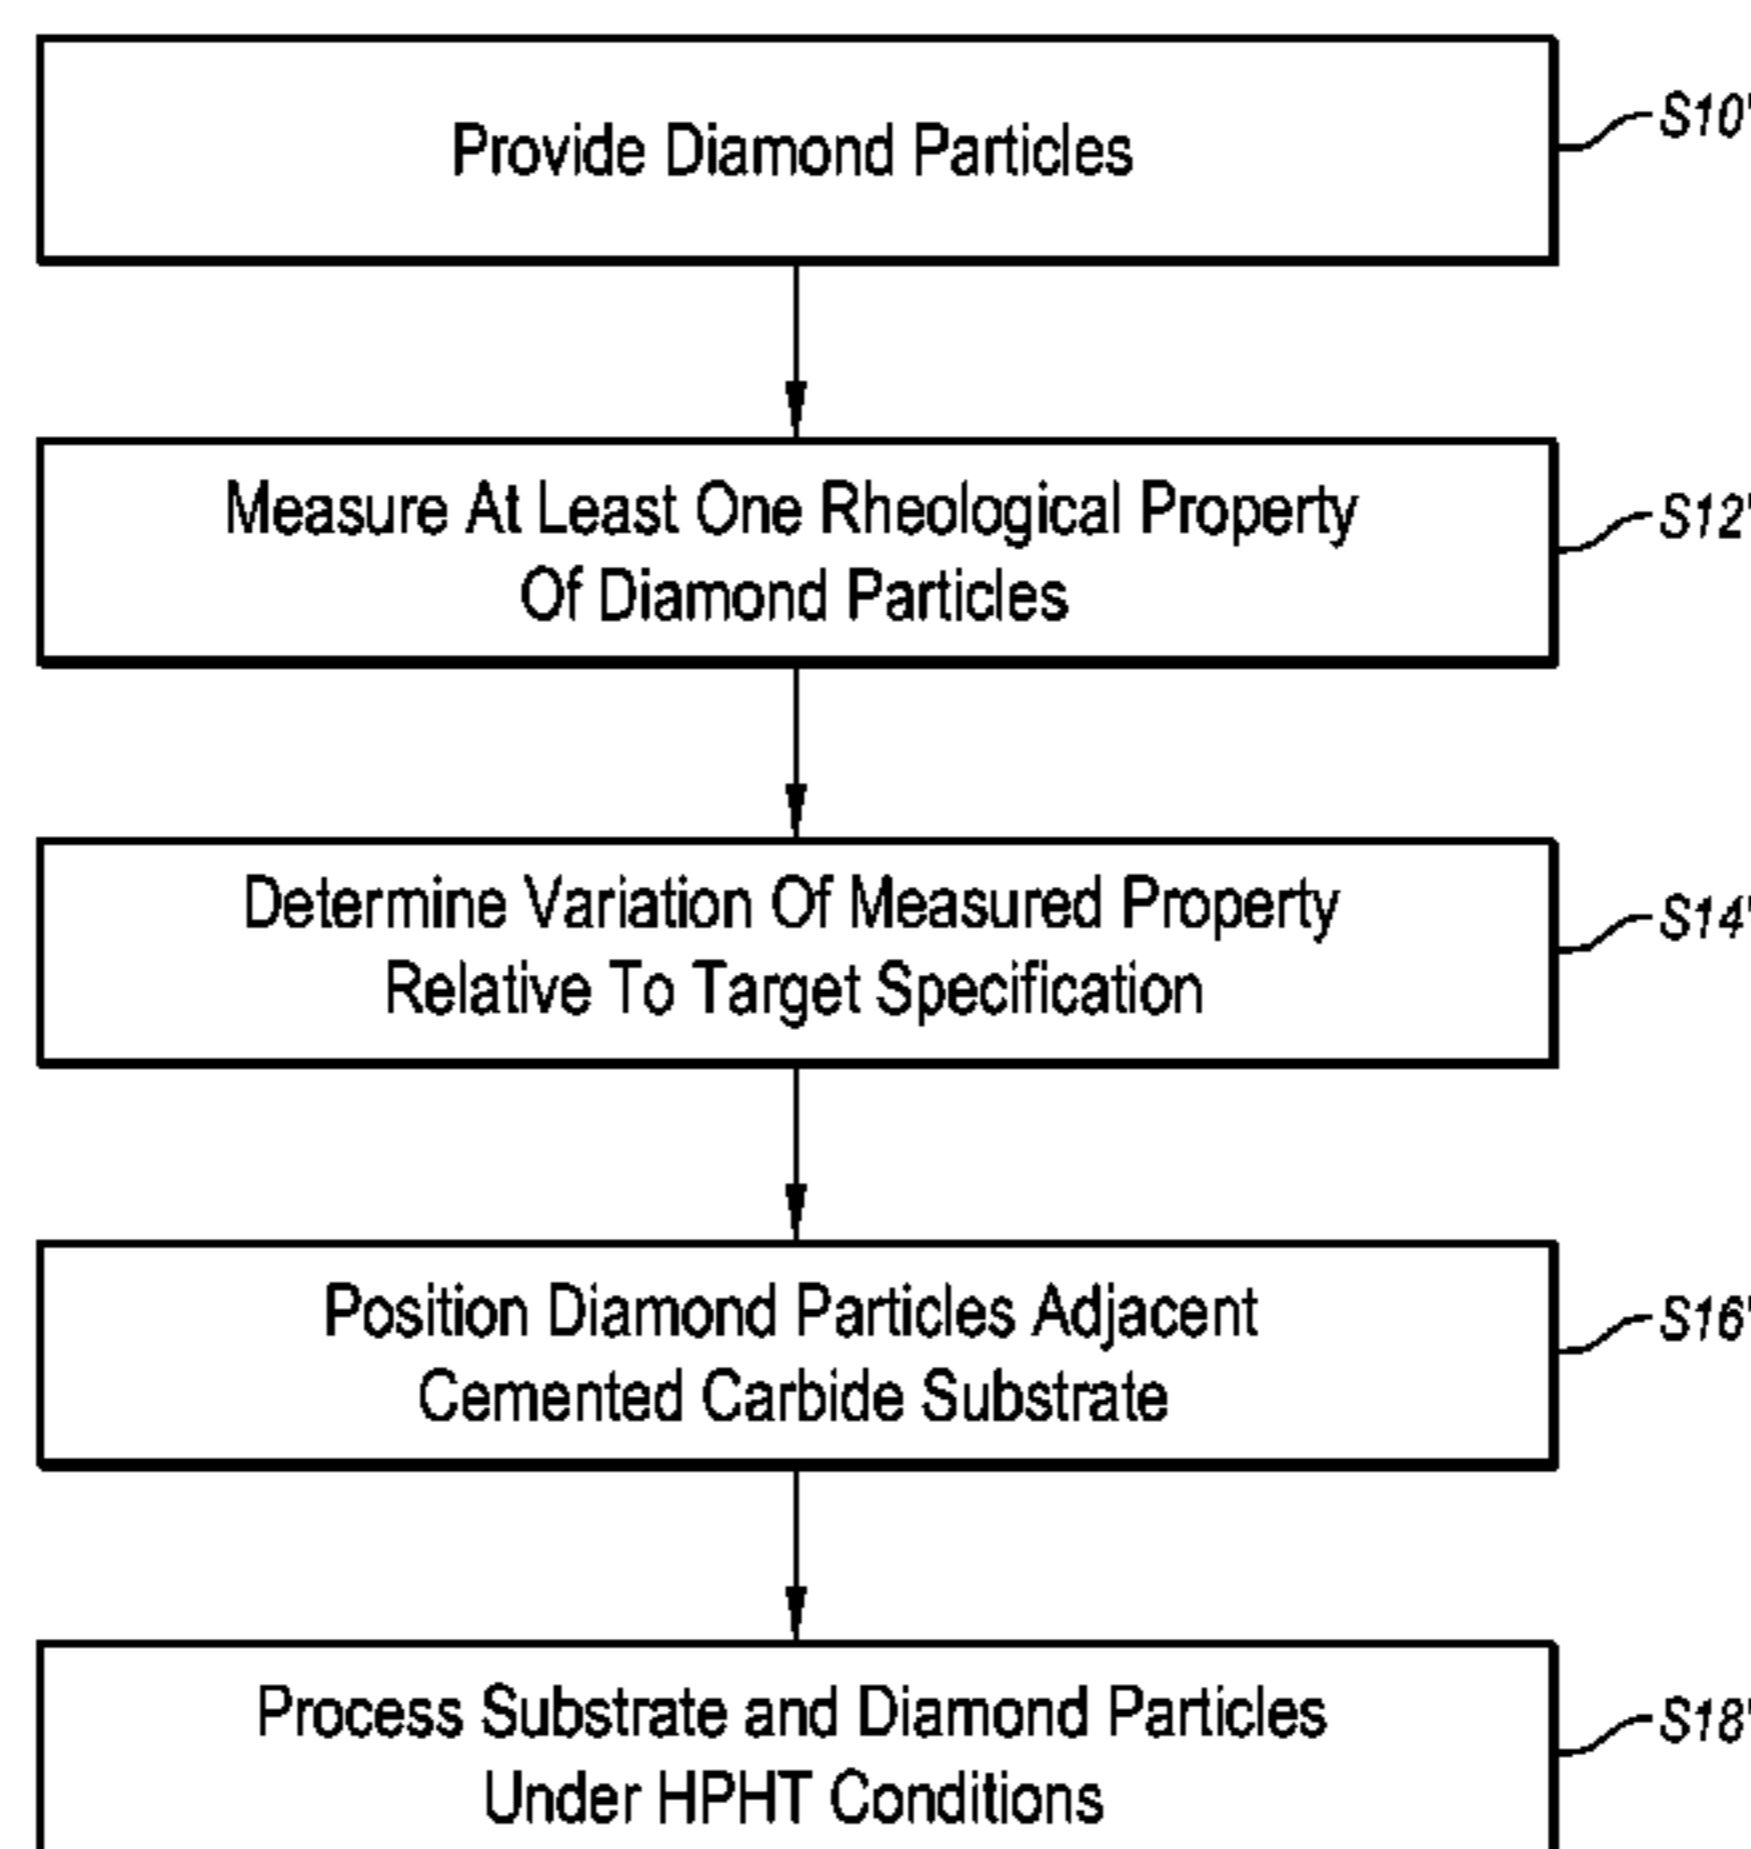 Provide Diamond Particles
S10'
Measure At Least One Rheological Property
Of Diamond Particles
S12'
Determine Variation Of Measured Property
Relative To Target Specification
S14'
Position Diamond Particles Adjacent
Cemented Carbide Substrate
S16'
Process Substrate and Diamond Particles
Under HPHT Conditions
S18'